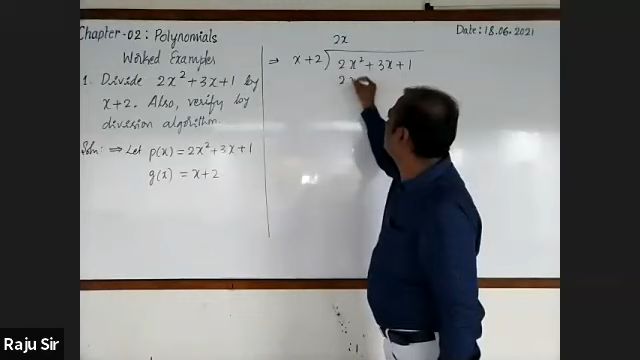 Chapter-02: Polynomials
Date: 18.06.2021
Worked Examples
1. Divide 2x²+3x+1 by
x+2. Also, verify by
division algorithm.
Soln: ⇒ Let p(x) = 2x²+3x+1
g(x) = x+2
2x
⇒ x+2 ) 2x²+3x+1
2x
Raju Sir